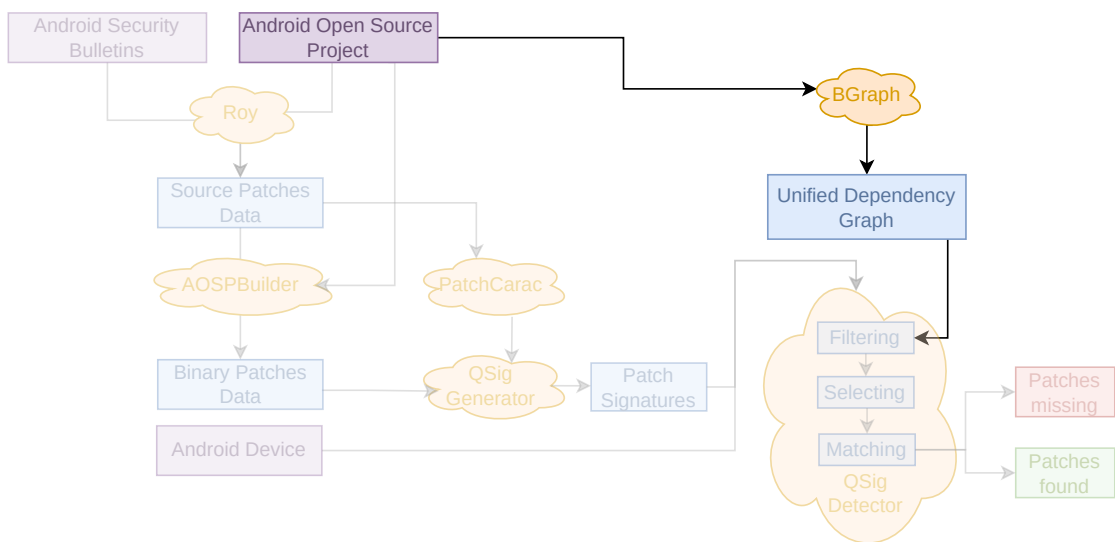 Android Security
Bulletins
Android Open Source
Project
BGraph
Roy
Source Patches
Data
Unified Dependency
Graph
AOSPBuilder
PatchCarac
Filtering
Binary Patches
Data
QSig
Generator
Patch
Signatures
Selecting
Patches
missing
Android Device
Matching
QSig
Detector
Patches
found